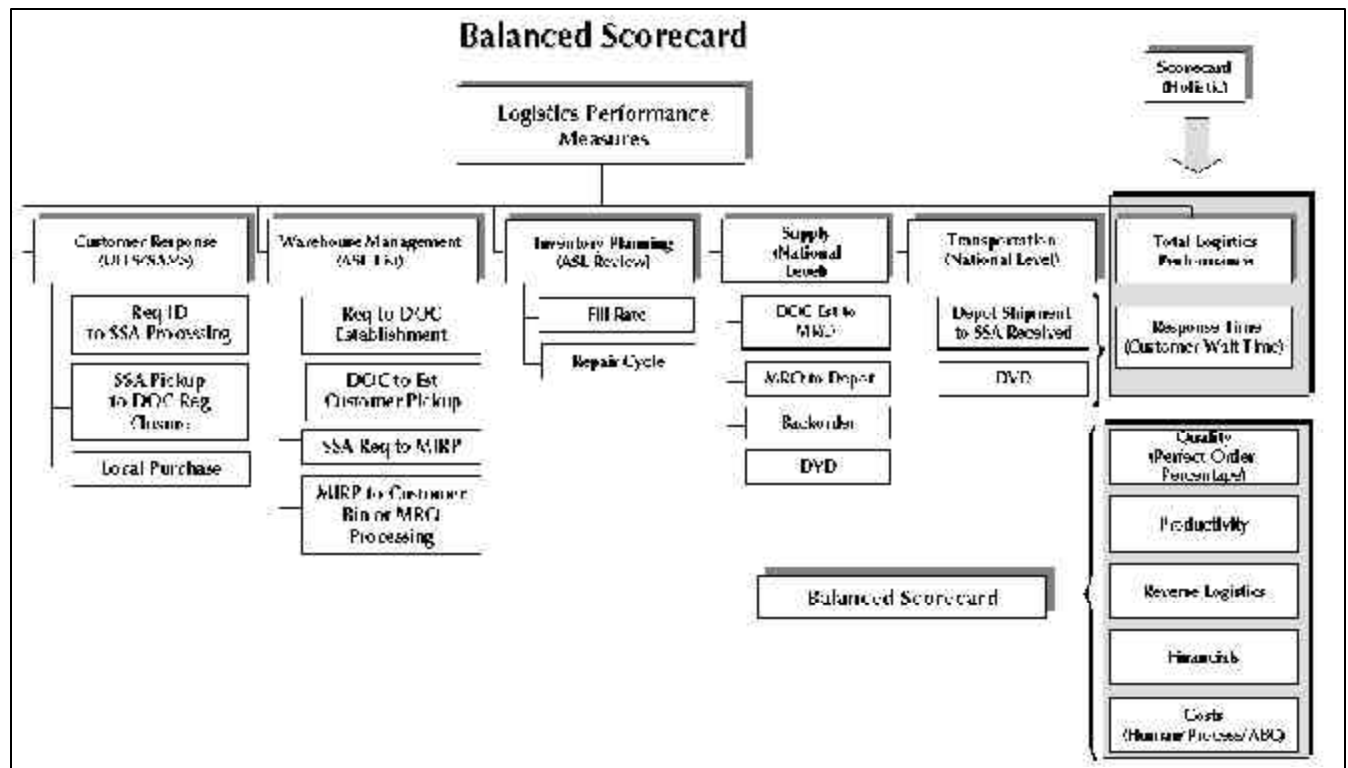 Balanced Scorecard
Scorecard
(Holistic)
Logistics Performance
Measures
Customer Response
Warehouse Management
Inventory Planning
(ASL Review)
Supply
(National
Level)
Transportation
(National Level)
Total Logistics
Performance
Req ID
to SSA Processing
SSA Pickup
to DOC Req
Closure
Local Purchase
Req to DOC
Establishment
DOC to Est
Customer Pickup
SSA Req to MIRP
MIRP to Customer
Bin or MRO
Processing
Fill Rate
Repair Cycle
DOC Est to
MRO
MRO to Depot
Backorder
DVD
Depot Shipment
to SSA Received
DVD
Response Time
(Customer Wait Time)
Quality
(Perfect Order
Percentage)
Productivity
Reverse Logistics
Financials
Costs
(Human/Process/ABC)
Balanced Scorecard